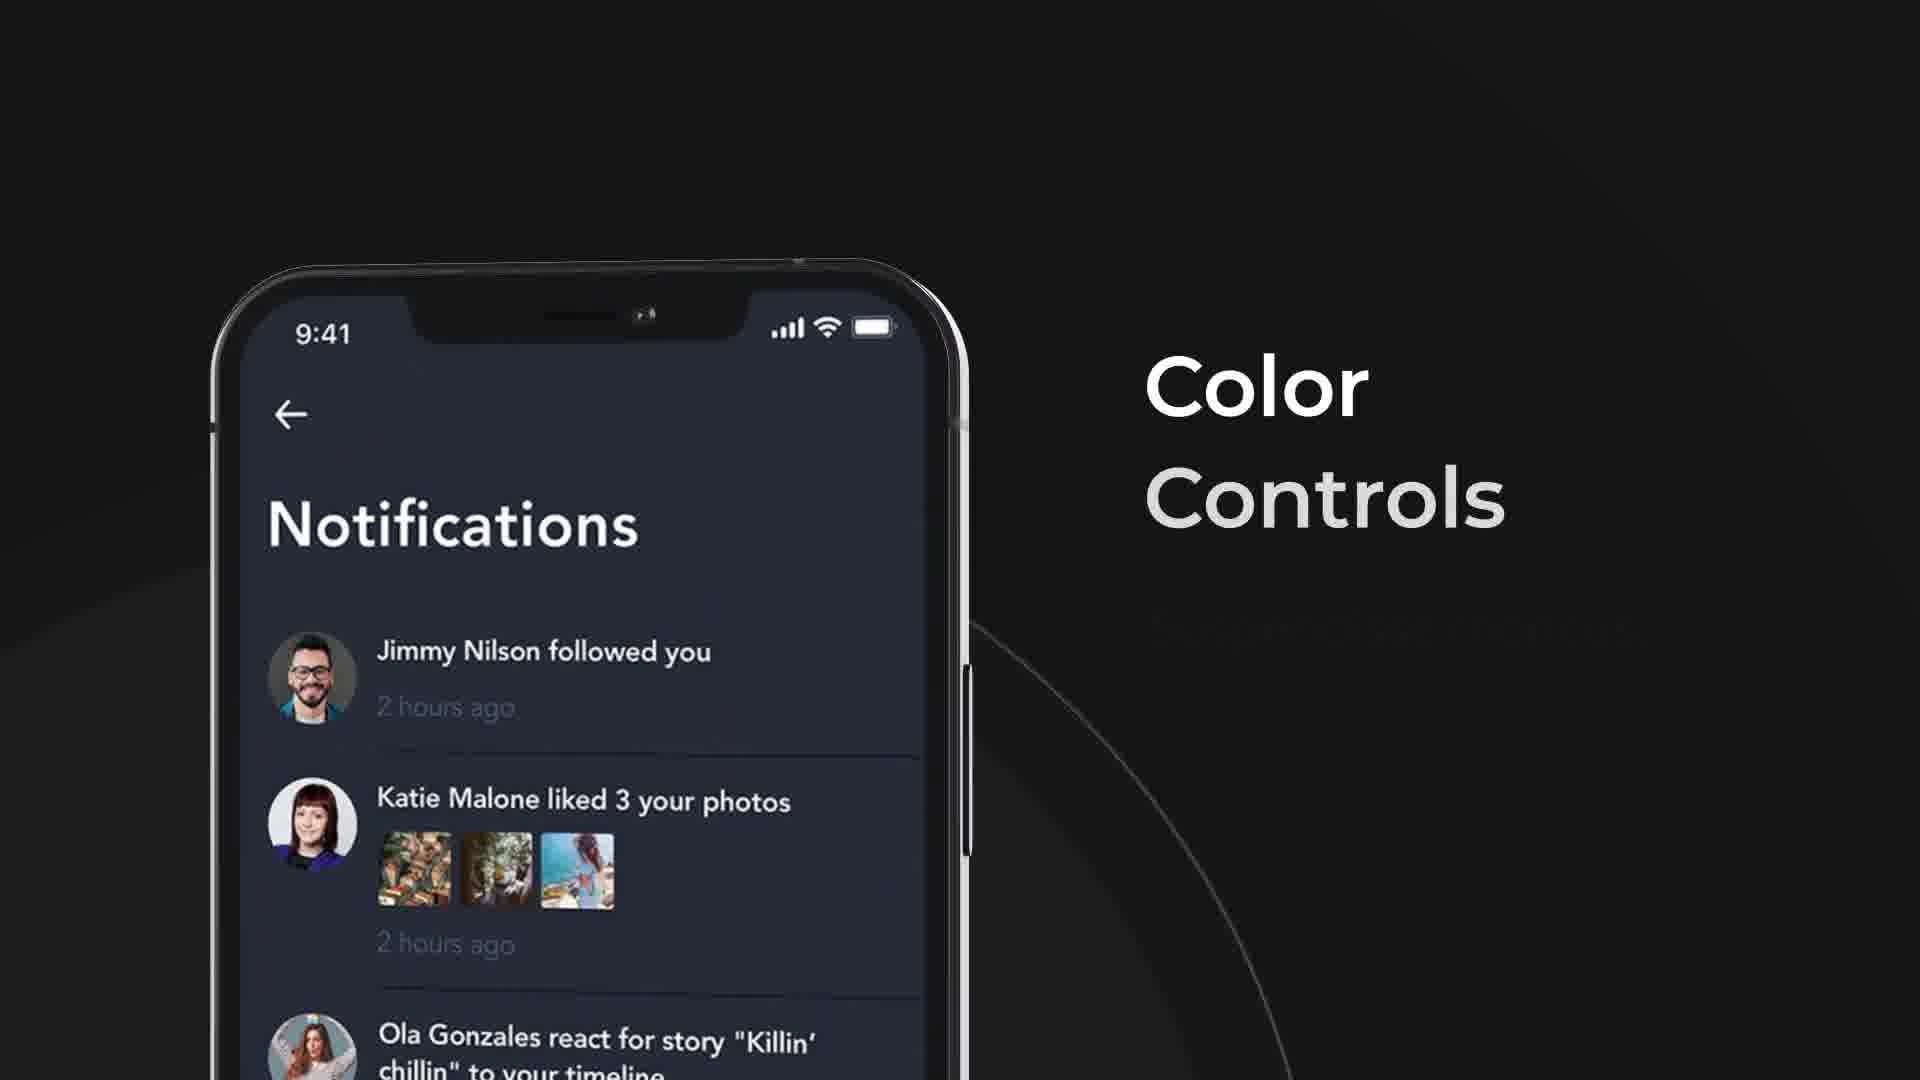 9:41
Notifications
Jimmy Nilson followed you
2 hours ago
Katie Malone liked 3 your photos
2 hours ago
Ola Gonzales react for story "Killin'
chillin" to your timeline
Color
Controls